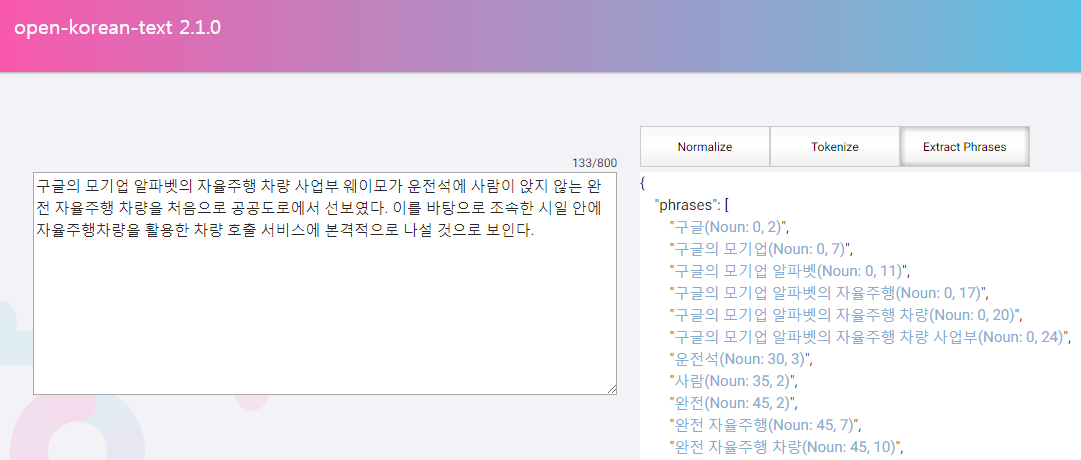 open-korean-text 2.1.0
Normalize
Tokenize
Extract Phrases
133/800
구글의 모기업 알파벳의 자율주행 차량 사업부 웨이모가 운전석에 사람이 앉지 않는 완
전 자율주행 차량을 처음으로 공공도로에서 선보였다. 이를 바탕으로 조속한 시일 안에
자율주행차량을 활용한 차량 호출 서비스에 본격적으로 나설 것으로 보인다.
{
"phrases": [
"구글(Noun: 0, 2)",
"구글의 모기업(Noun: 0, 7)",
"구글의 모기업 알파벳(Noun: 0, 11)",
"구글의 모기업 알파벳의 자율주행(Noun: 0, 17)",
"구글의 모기업 알파벳의 자율주행 차량(Noun: 0, 20)",
"구글의 모기업 알파벳의 자율주행 차량 사업부(Noun: 0, 24)",
"운전석(Noun: 30, 3)",
"사람(Noun: 35, 2)",
"완전(Noun: 45, 2)",
"완전 자율주행(Noun: 45, 7)",
"완전 자율주행 차량(Noun: 45, 10)",